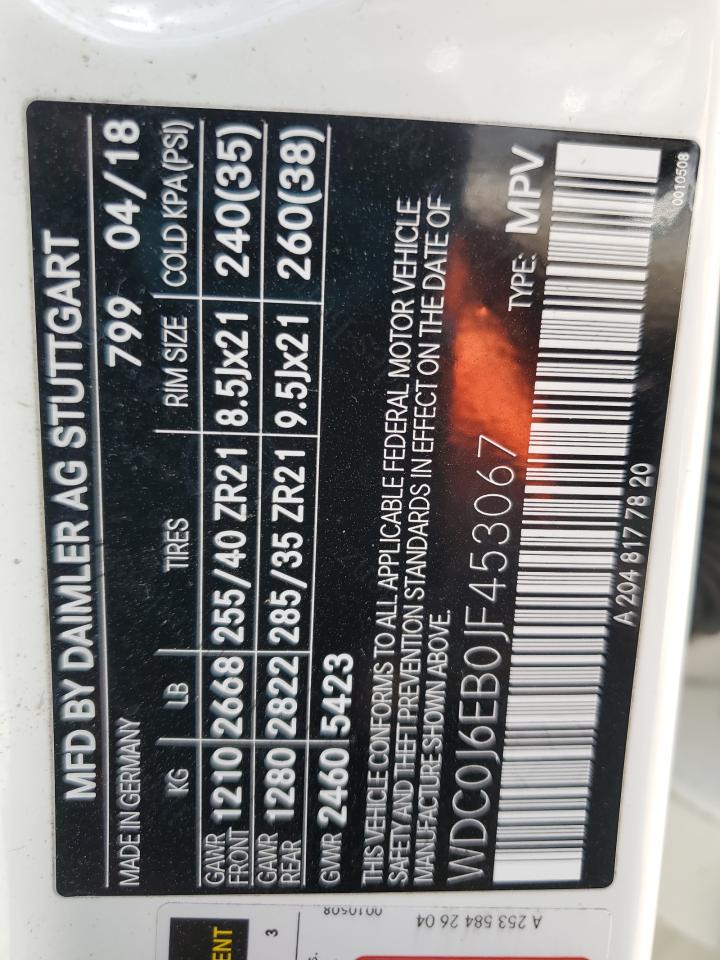 MFD BY DAIMLER AG STUTTGART
MADE IN GERMANY 799 04/18
KG LB TIRES RIM SIZE COLD KPA(PSI)
GAWR FRONT 1210 2668 255/40 ZR21 8.5Jx21 240(35)
GAWR REAR 1280 2822 285/35 ZR21 9.5Jx21 260(38)
GVWR 2460 5423
THIS VEHICLE CONFORMS TO ALL APPLICABLE FEDERAL MOTOR VEHICLE
SAFETY AND THEFT PREVENTION STANDARDS IN EFFECT ON THE DATE OF
MANUFACTURE SHOWN ABOVE.
WDC0J6EB0JF453067 TYPE: MPV
A 204 817 78 20
0010508
A 253 584 26 04
0010508
3